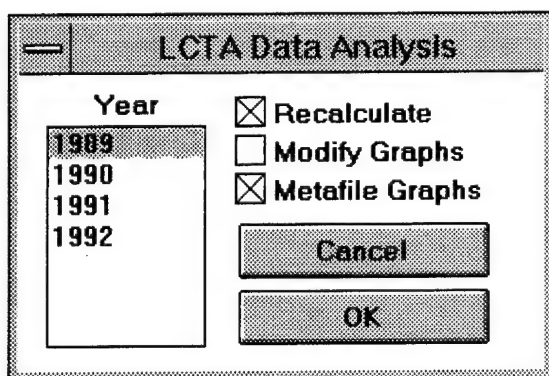 LCTA Data Analysis
Year
1989
1990
1991
1992
Recalculate
Modify Graphs
Metafile Graphs
Cancel
OK